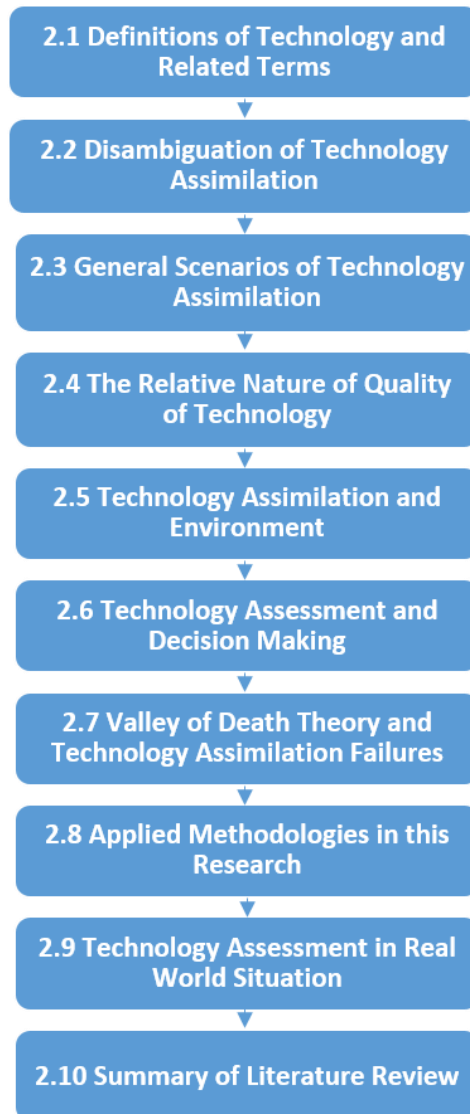 2.1 Definitions of Technology and
Related Terms
2.2 Disambiguation of Technology
Assimilation
2.3 General Scenarios of Technology
Assimilation
2.4 The Relative Nature of Quality
of Technology
2.5 Technology Assimilation and
Environment
2.6 Technology Assessment and
Decision Making
2.7 Valley of Death Theory and
Technology Assimilation Failures
2.8 Applied Methodologies in this
Research
2.9 Technology Assessment in Real
World Situation
2.10 Summary of Literature Review